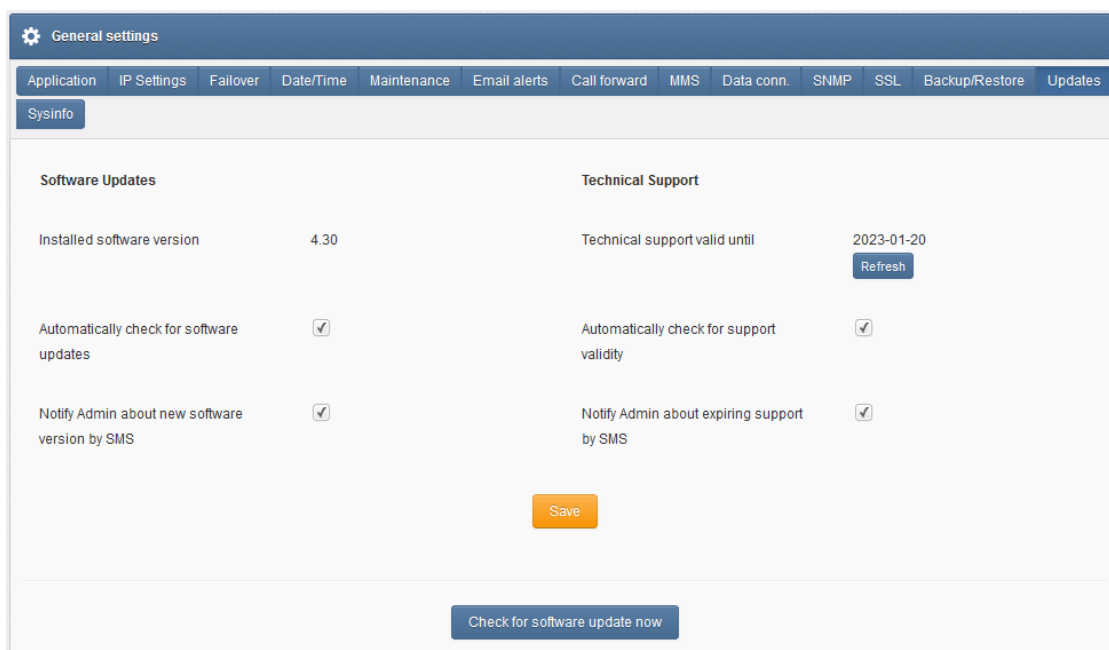 General settings
Application IP Settings Failover Date/Time Maintenance Email alerts Call forward MMS Data conn. SNMP SSL Backup/Restore Updates
Sysinfo
Software Updates Technical Support
Installed software version 4.30 Technical support valid until 2023-01-20
Refresh
Automatically check for software Automatically check for support
updates validity
Notify Admin about new software Notify Admin about expiring support
version by SMS by SMS
Save
Check for software update now